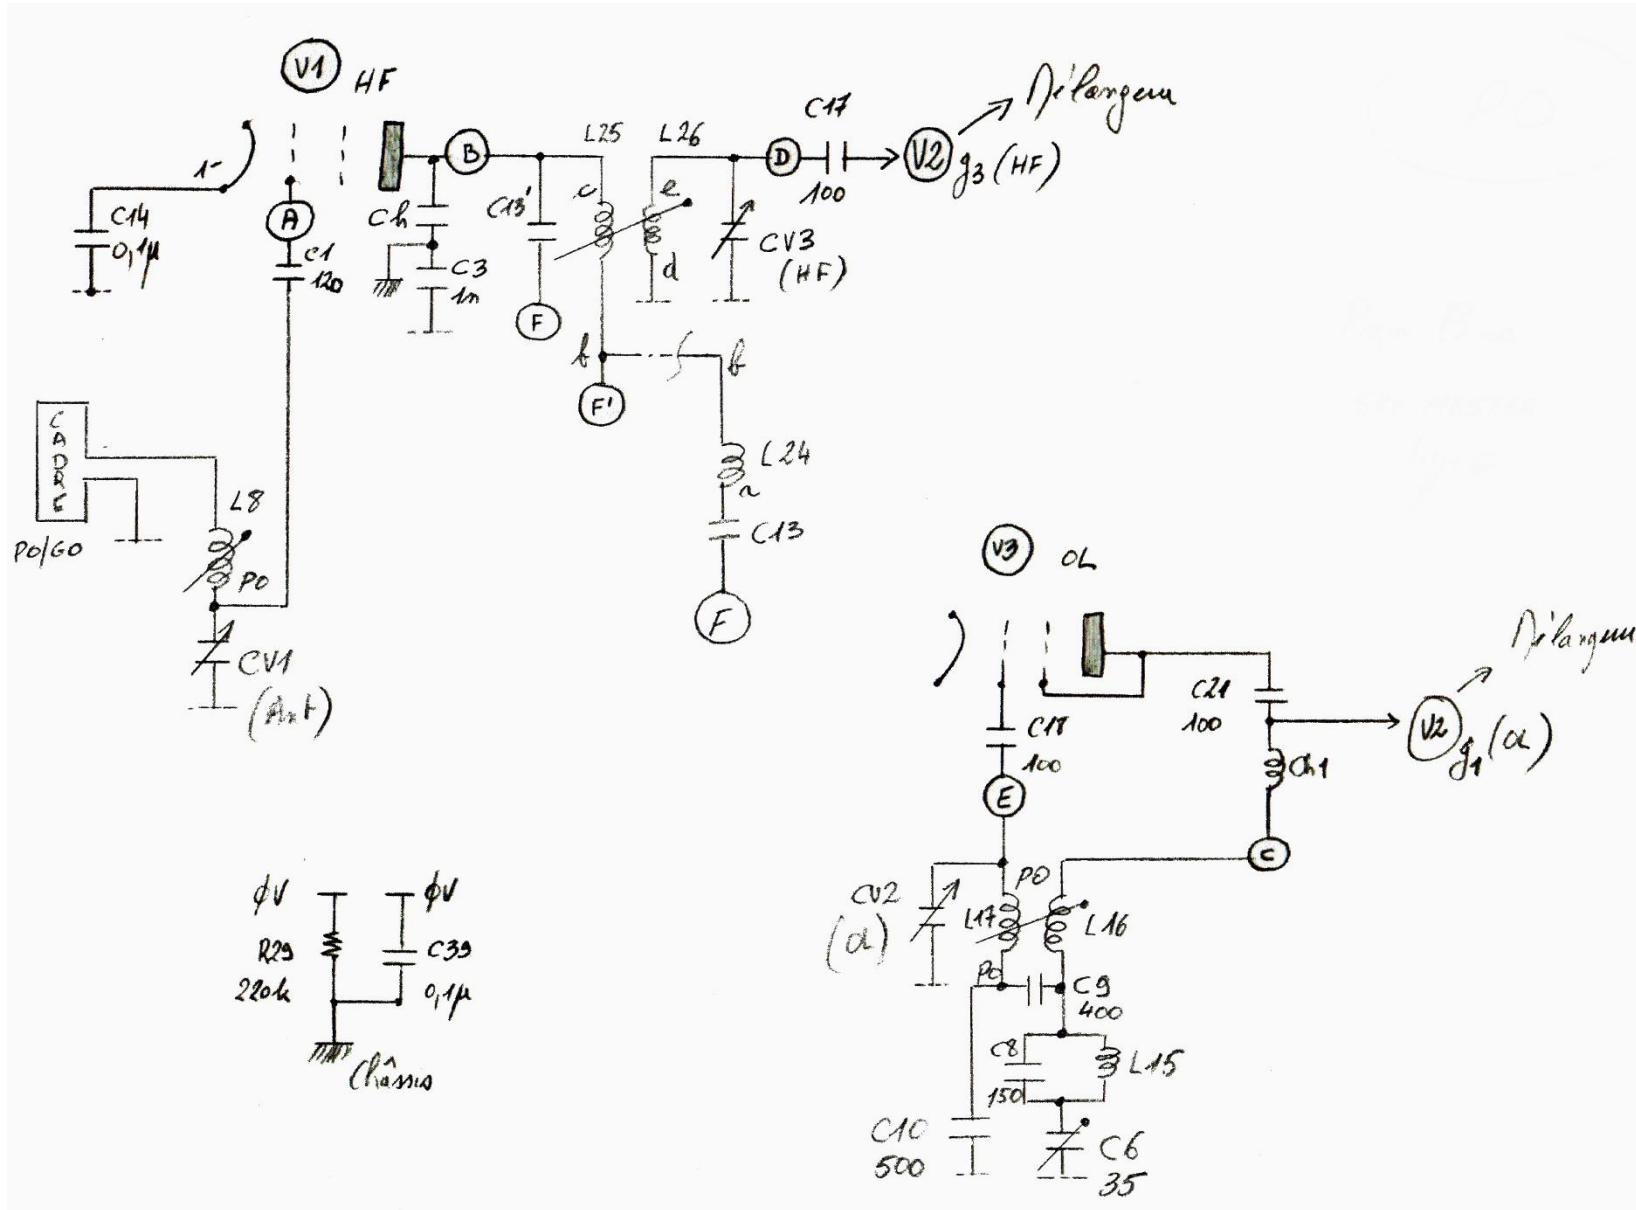 V1
HF
1-
C14
0,1µ
A
C1
120
B
Ch
C3
1n
C13'
F
L25
L26
c
e
d
CV3
(HF)
D
C17
100
V2
g3 (HF)
Mélangeur
b
b
F'
L24
a
C13
F
CADRE
PO/GO
L8
PO
CV1
(Ant)
V3
OL
C18
100
E
C21
100
V2
g1 (OL)
Mélangeur
Ch1
C
CV2
(OL)
PO
L17
L16
PO
C9
400
C8
150
L15
C10
500
C6
35
φV
φV
R29
220k
C39
0,1µ
Châssis